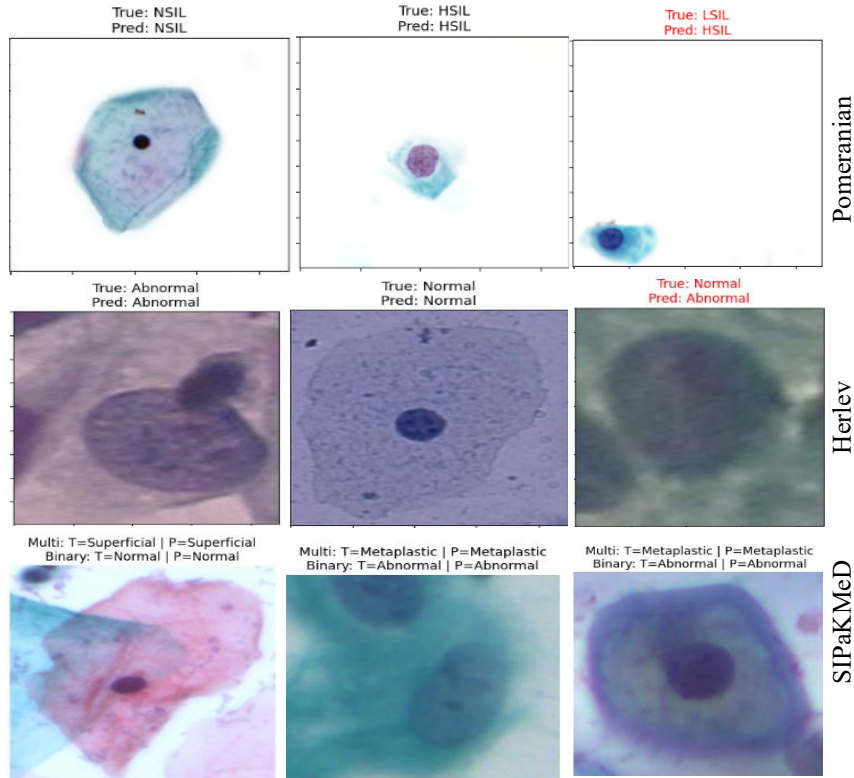 True: NSIL
Pred: NSIL
True: HSIL
Pred: HSIL
True: LSIL
Pred: HSIL
Pomeranian
True: Abnormal
Pred: Abnormal
True: Normal
Pred: Normal
True: Normal
Pred: Abnormal
Herlev
Multi: T=Superficial | P=Superficial
Binary: T=Normal | P=Normal
Multi: T=Metaplastic | P=Metaplastic
Binary: T=Abnormal | P=Abnormal
Multi: T=Metaplastic | P=Metaplastic
Binary: T=Abnormal | P=Abnormal
SIPaKMeD